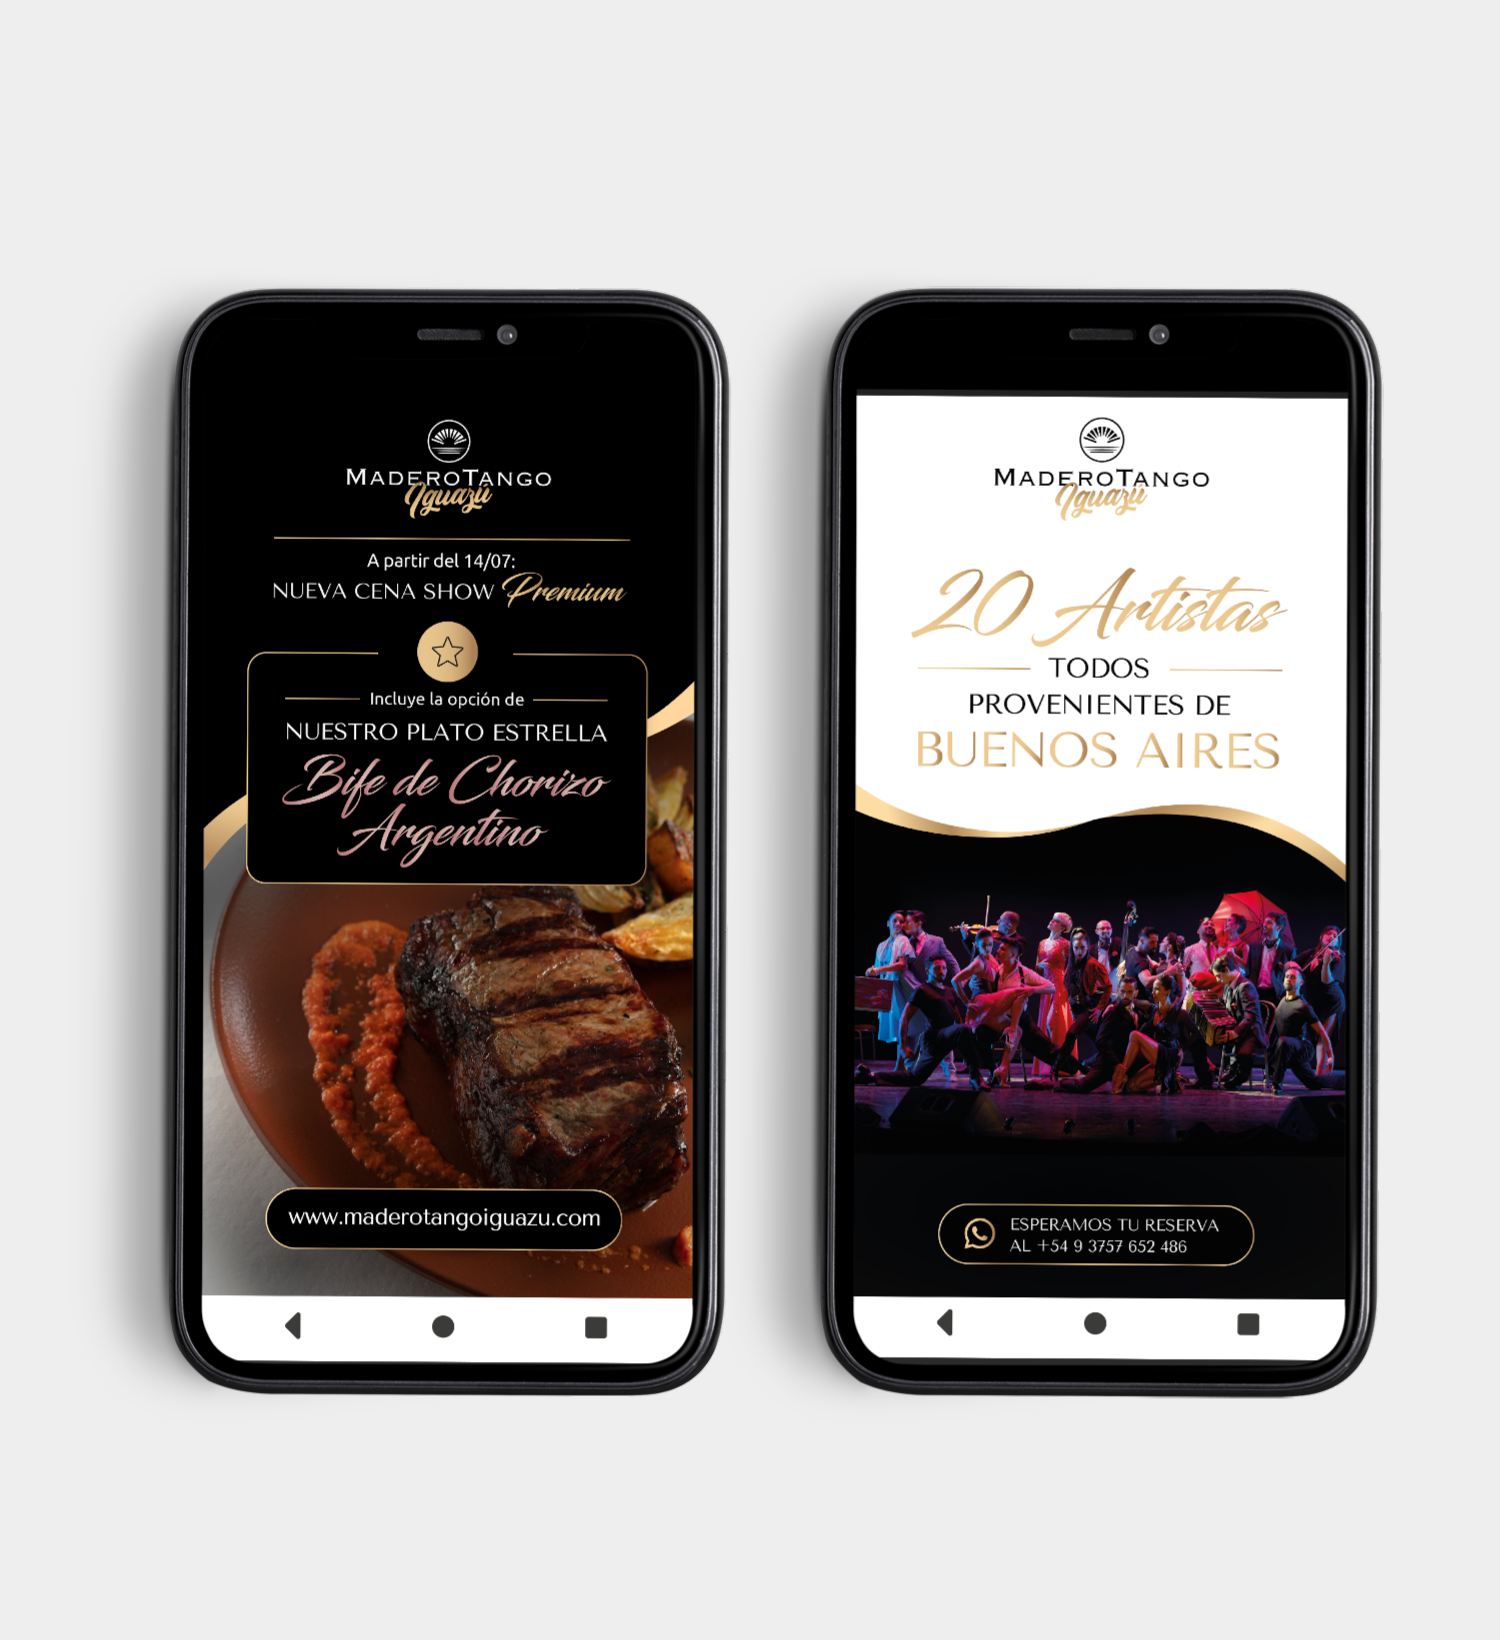 MADEROTANGO
Iguazú
A partir del 14/07:
NUEVA CENA SHOW Premium
Incluye la opción de
NUESTRO PLATO ESTRELLA
Bife de Chorizo
Argentino
www.maderotangoiguazu.com
MADEROTANGO
Iguazú
20 Artistas
TODOS
PROVENIENTES DE
BUENOS AIRES
ESPERAMOS TU RESERVA
AL +54 9 3757 652 486